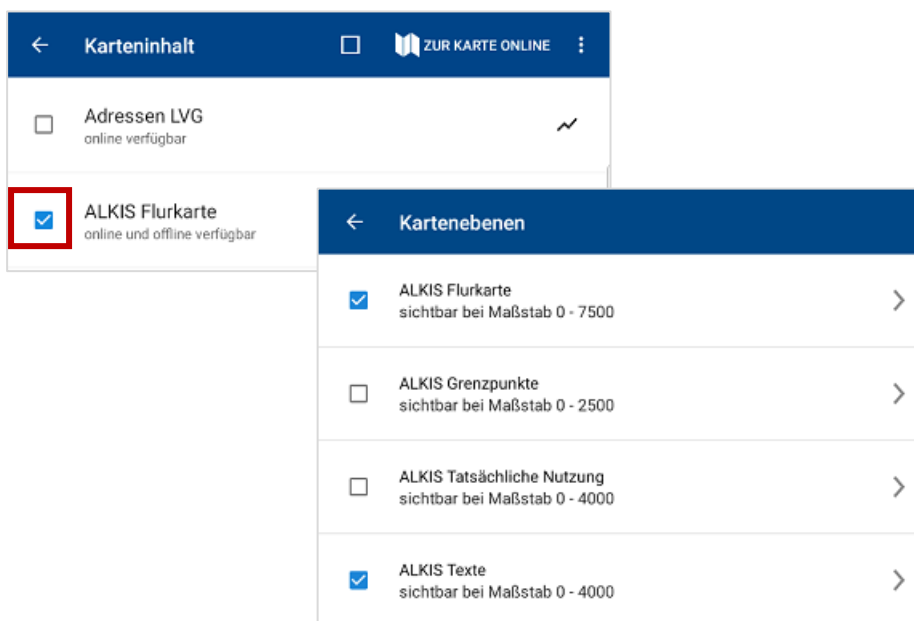 Karteninhalt
ZUR KARTE ONLINE
Adressen LVG
online verfügbar
ALKIS Flurkarte
online und offline verfügbar
Kartenebenen
ALKIS Flurkarte
sichtbar bei Maßstab 0 - 7500
ALKIS Grenzpunkte
sichtbar bei Maßstab 0 - 2500
ALKIS Tatsächliche Nutzung
sichtbar bei Maßstab 0 - 4000
ALKIS Texte
sichtbar bei Maßstab 0 - 4000